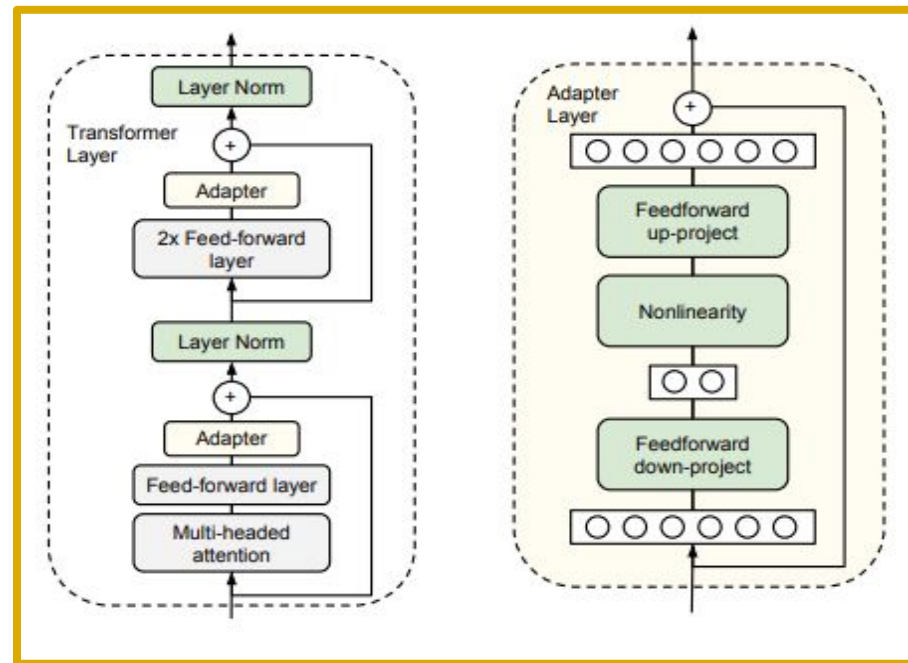 Layer Norm
Transformer
Layer
+
Adapter
2x Feed-forward
layer
Layer Norm
+
Adapter
Feed-forward layer
Multi-headed
attention
Adapter
Layer
+
Feedforward
up-project
Nonlinearity
Feedforward
down-project